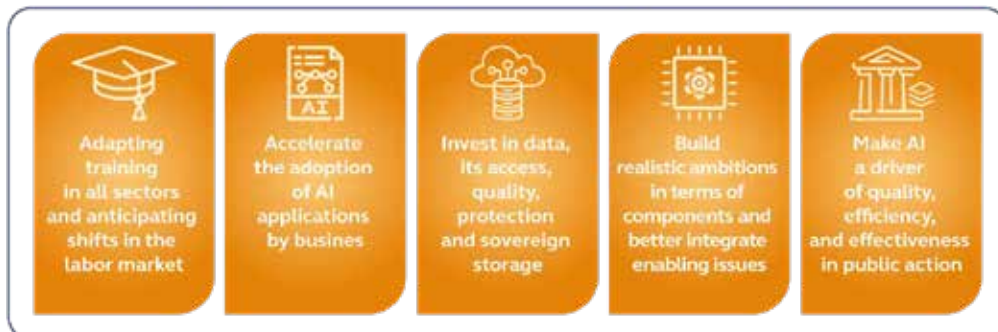 Adapting
training
in all sectors
and anticipating
shifts in the
labor market
AI
Accelerate
the adoption
of AI
applications
by busines
Invest in data,
its access,
quality,
protection
and sovereign
storage
Build
realistic ambitions
in terms of
components and
better integrate
enabling issues
Make AI
a driver
of quality,
efficiency,
and effectiveness
in public action